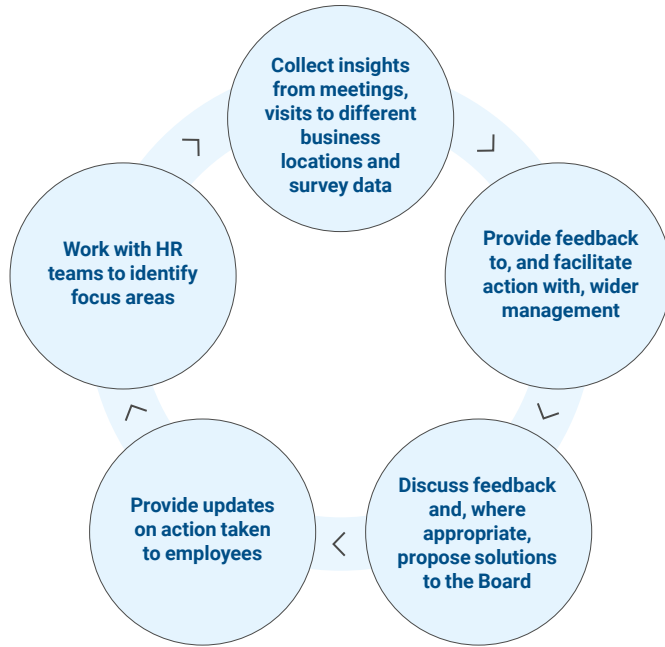 Collect insights
from meetings,
visits to different
business
locations and
survey data
Provide feedback
to, and facilitate
action with, wider
management
Discuss feedback
and, where
appropriate,
propose solutions
to the Board
Provide updates
on action taken
to employees
Work with HR
teams to identify
focus areas